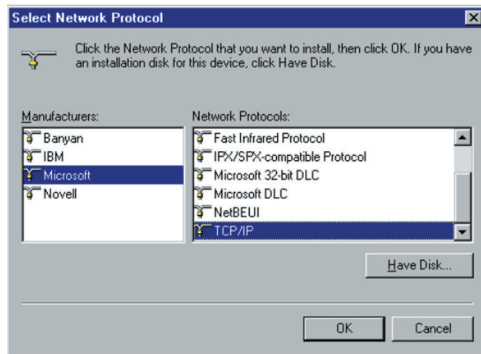 Select Network Protocol
Click the Network Protocol that you want to install, then click OK. If you have
an installation disk for this device, click Have Disk.
Manufacturers:
Banyan
IBM
Microsoft
Novell
Network Protocols:
Fast Infrared Protocol
IPX/SPX-compatible Protocol
Microsoft 32-bit DLC
Microsoft DLC
NetBEUI
TCP/IP
Have Disk...
OK
Cancel